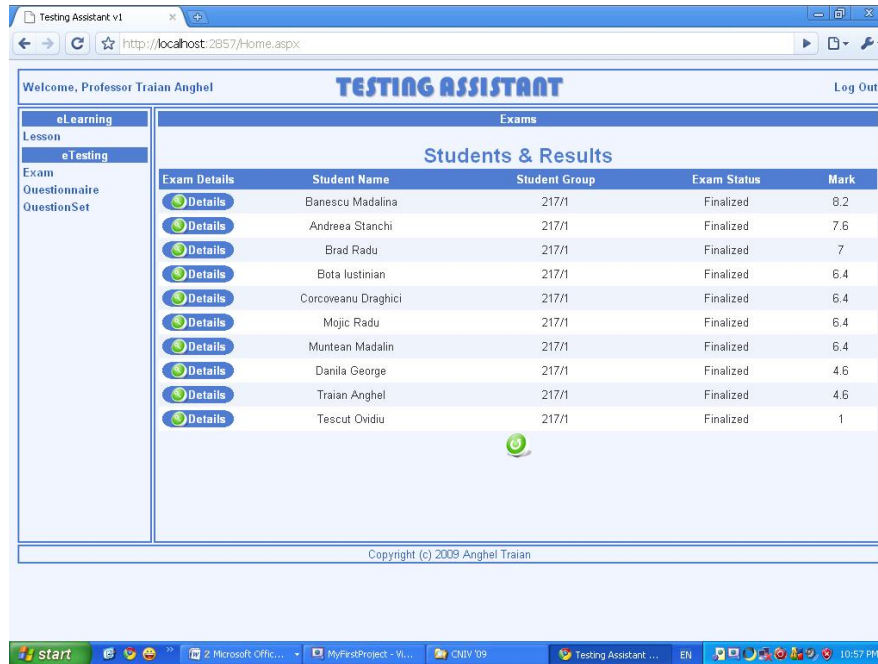 Testing Assistant v1
http://localhost:2857/Home.aspx
Welcome, Professor Traian Anghel
TESTING ASSISTANT
Log Out
eLearning
Lesson
eTesting
Exam
Questionnaire
QuestionSet
Exams
Students & Results
Exam Details Student Name Student Group Exam Status Mark
Details Banescu Madalina 217/1 Finalized 8.2
Details Andreea Stanchi 217/1 Finalized 7.6
Details Brad Radu 217/1 Finalized 7
Details Bota Iustinian 217/1 Finalized 6.4
Details Corcoveanu Draghici 217/1 Finalized 6.4
Details Mojic Radu 217/1 Finalized 6.4
Details Muntean Madalin 217/1 Finalized 6.4
Details Danila George 217/1 Finalized 4.6
Details Traian Anghel 217/1 Finalized 4.6
Details Tescut Ovidiu 217/1 Finalized 1
Copyright (c) 2009 Anghel Traian
start 2 Microsoft Offic... MyFirstProject - Vi... CNIV '09 Testing Assistant ... EN 10:57 PM